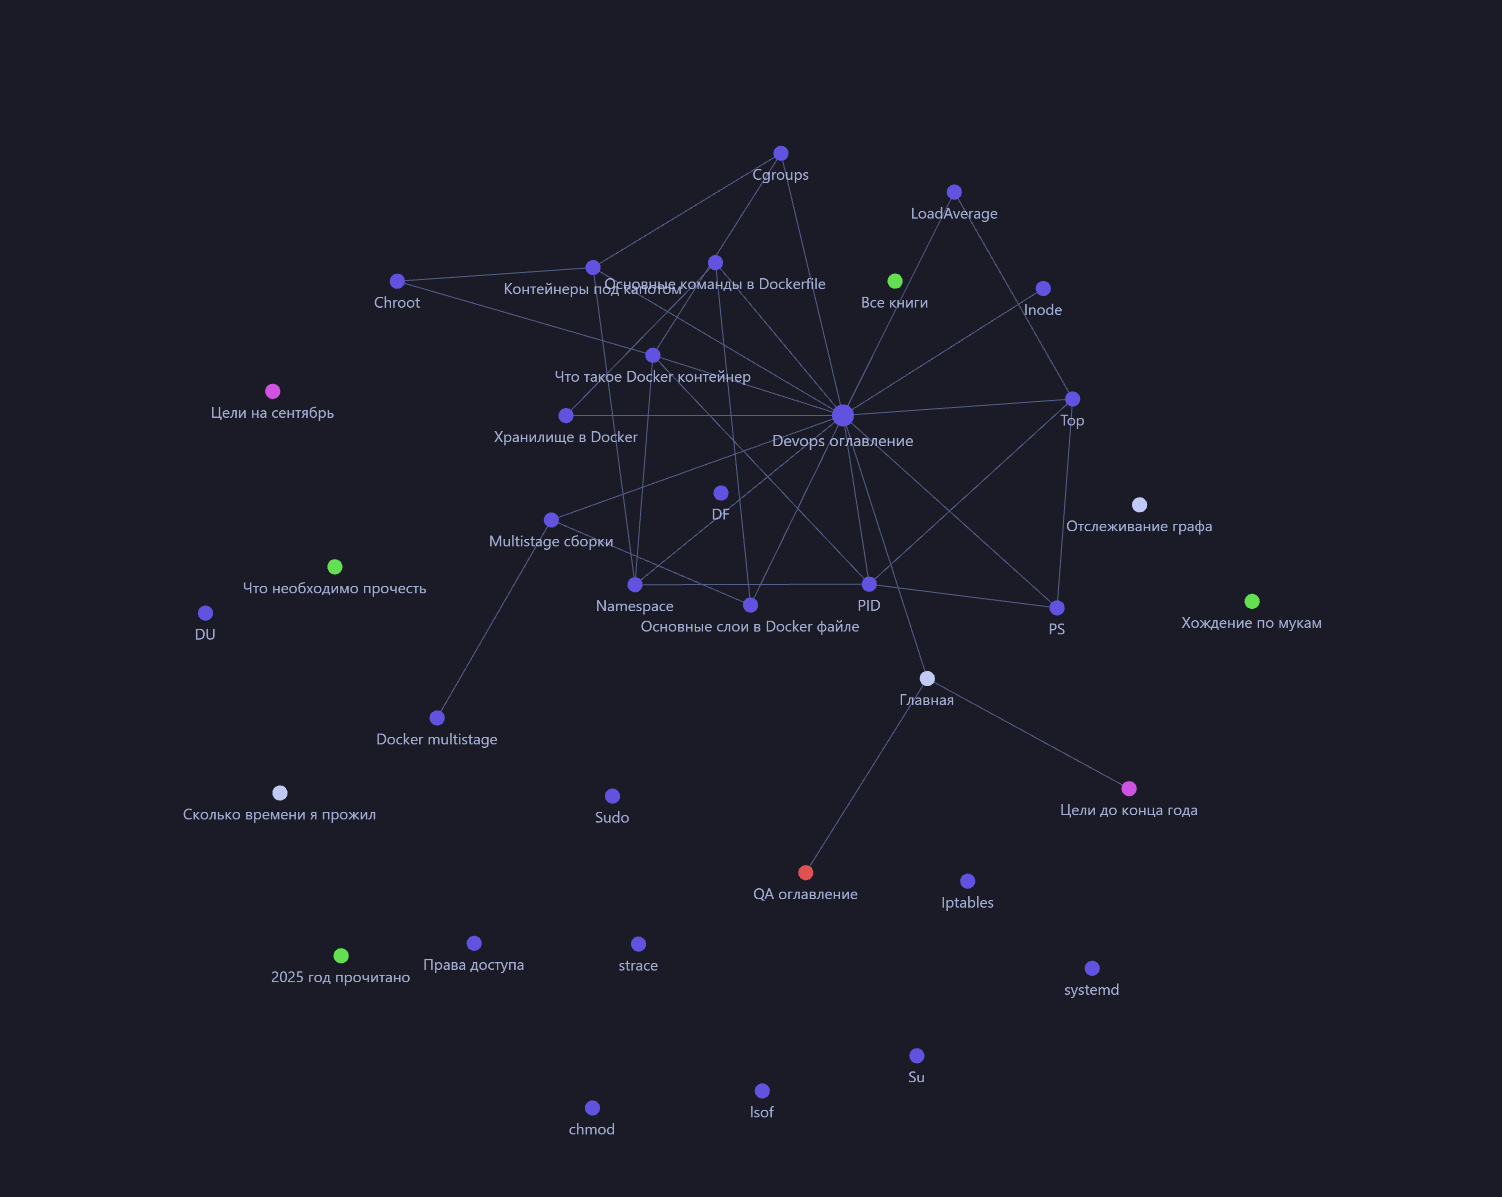 Cgroups
LoadAverage
Основные команды в Dockerfile
Контейнеры под капотом
Chroot
Все книги
Inode
Что такое Docker контейнер
Цели на сентябрь
Top
Хранилище в Docker
Devops оглавление
DF
Отслеживание графа
Multistage сборки
Что необходимо прочесть
Namespace
PID
Хождение по мукам
Основные слои в Docker файле
PS
DU
Главная
Docker multistage
Цели до конца года
Сколько времени я прожил
Sudo
QA оглавление
Iptables
Права доступа
strace
2025 год прочитано
systemd
Su
lsof
chmod